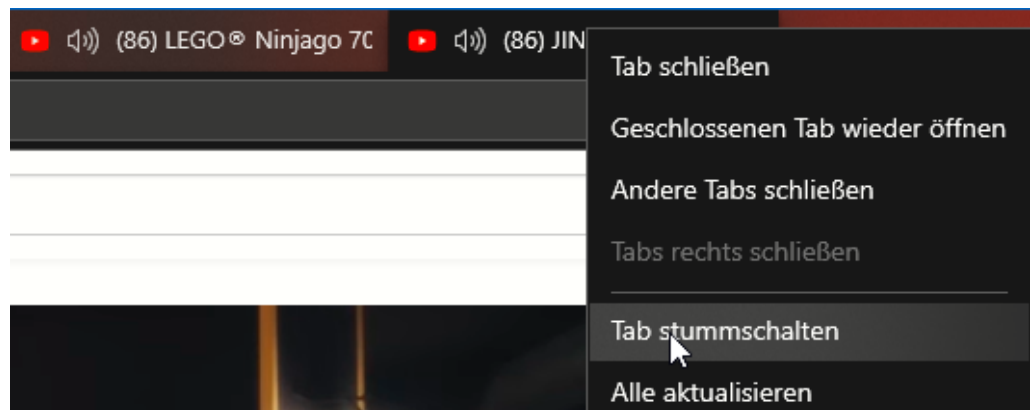 (86) LEGO® Ninjago 70
(86) JIN
Tab schließen
Geschlossenen Tab wieder öffnen
Andere Tabs schließen
Tabs rechts schließen
Tab stummschalten
Alle aktualisieren